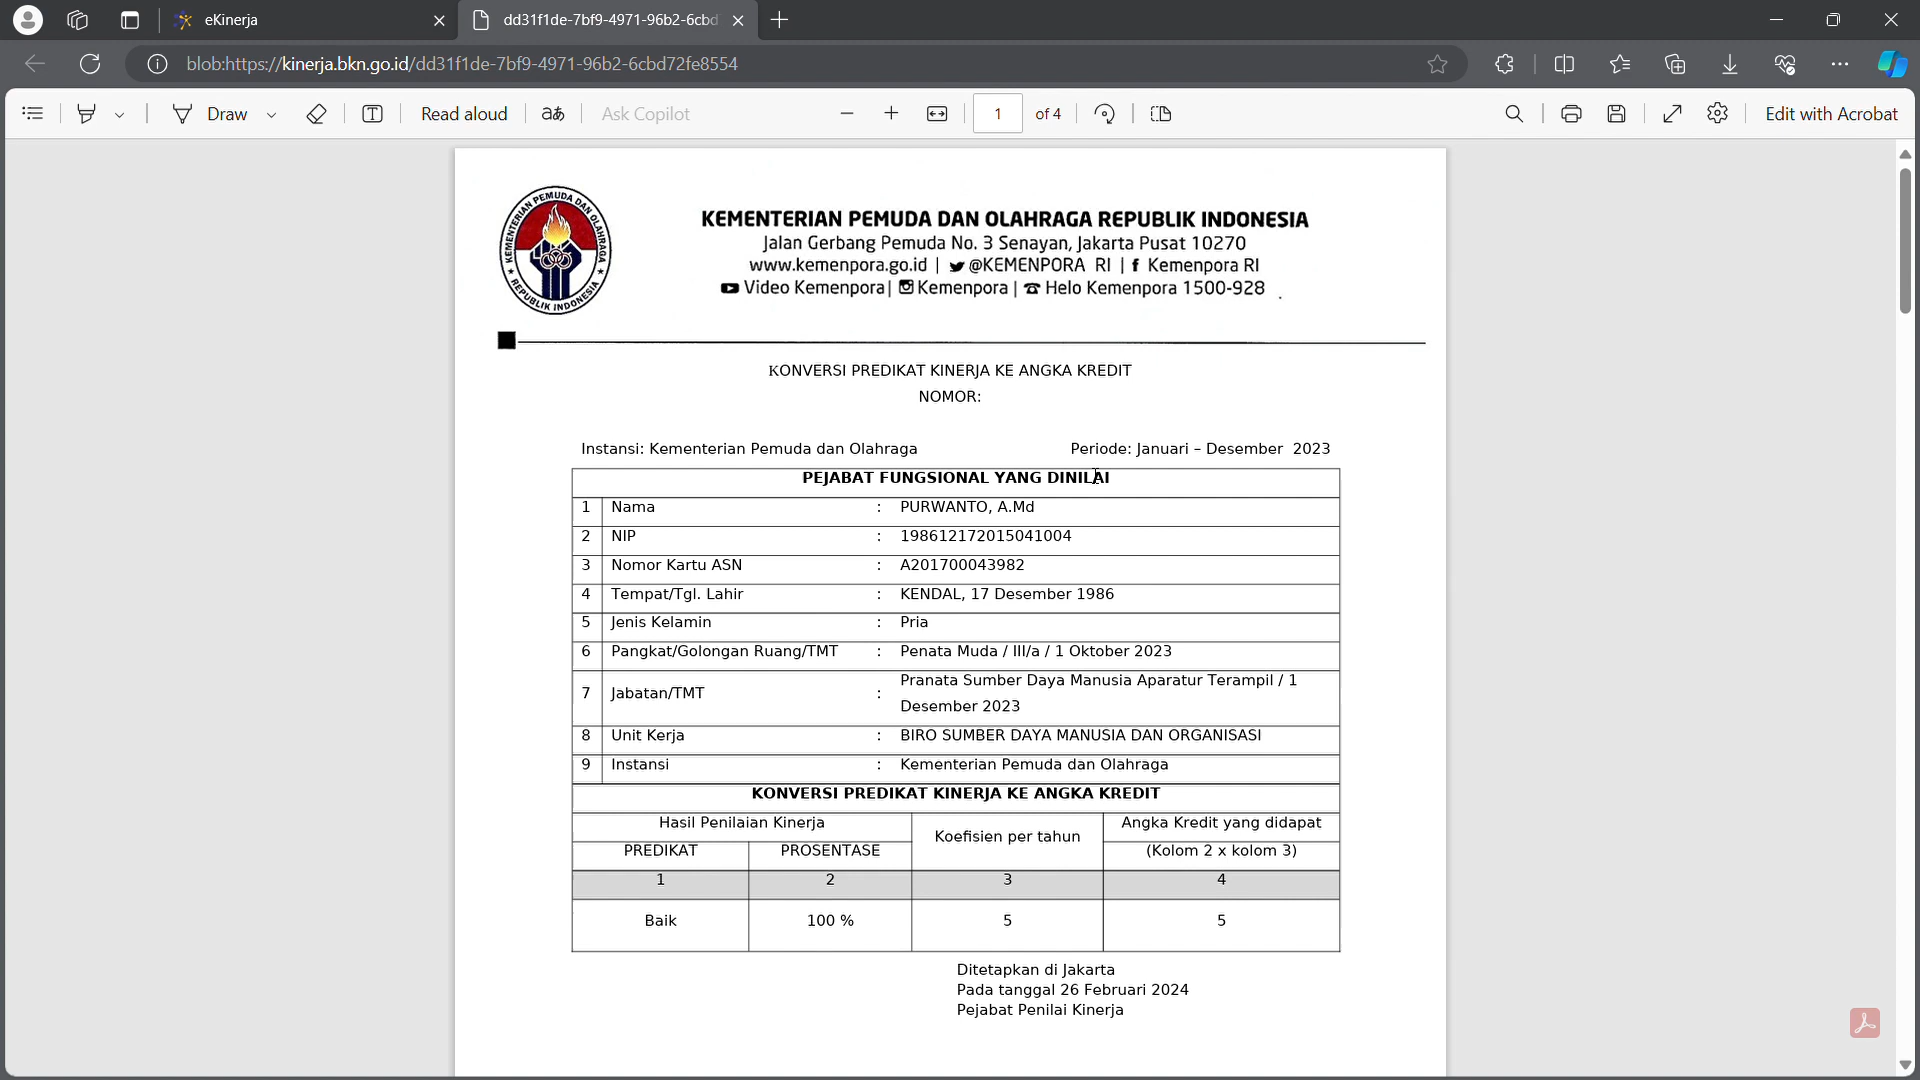 eKinerja
dd31f1de-7bf9-4971-96b2-6cbd
blob:https://kinerja.bkn.go.id/dd31f1de-7bf9-4971-96b2-6cbd72fe8554
Draw
Read aloud
aあ
Ask Copilot
1 of 4
Edit with Acrobat
KEMENTERIAN PEMUDA DAN OLAHRAGA
REPUBLIK INDONESIA
KEMENTERIAN PEMUDA DAN OLAHRAGA REPUBLIK INDONESIA
Jalan Gerbang Pemuda No. 3 Senayan, Jakarta Pusat 10270
www.kemenpora.go.id | @KEMENPORA RI | f Kemenpora RI
Video Kemenpora| Kemenpora | Helo Kemenpora 1500-928 .
KONVERSI PREDIKAT KINERJA KE ANGKA KREDIT
NOMOR:
Instansi: Kementerian Pemuda dan Olahraga Periode: Januari – Desember 2023
PEJABAT FUNGSIONAL YANG DINILAI
1 Nama : PURWANTO, A.Md
2 NIP : 198612172015041004
3 Nomor Kartu ASN : A201700043982
4 Tempat/Tgl. Lahir : KENDAL, 17 Desember 1986
5 Jenis Kelamin : Pria
6 Pangkat/Golongan Ruang/TMT : Penata Muda / III/a / 1 Oktober 2023
7 Jabatan/TMT : Pranata Sumber Daya Manusia Aparatur Terampil / 1
Desember 2023
8 Unit Kerja : BIRO SUMBER DAYA MANUSIA DAN ORGANISASI
9 Instansi : Kementerian Pemuda dan Olahraga
KONVERSI PREDIKAT KINERJA KE ANGKA KREDIT
Hasil Penilaian Kinerja Koefisien per tahun Angka Kredit yang didapat
PREDIKAT PROSENTASE (Kolom 2 x kolom 3)
1 2 3 4
Baik 100 % 5 5
Ditetapkan di Jakarta
Pada tanggal 26 Februari 2024
Pejabat Penilai Kinerja